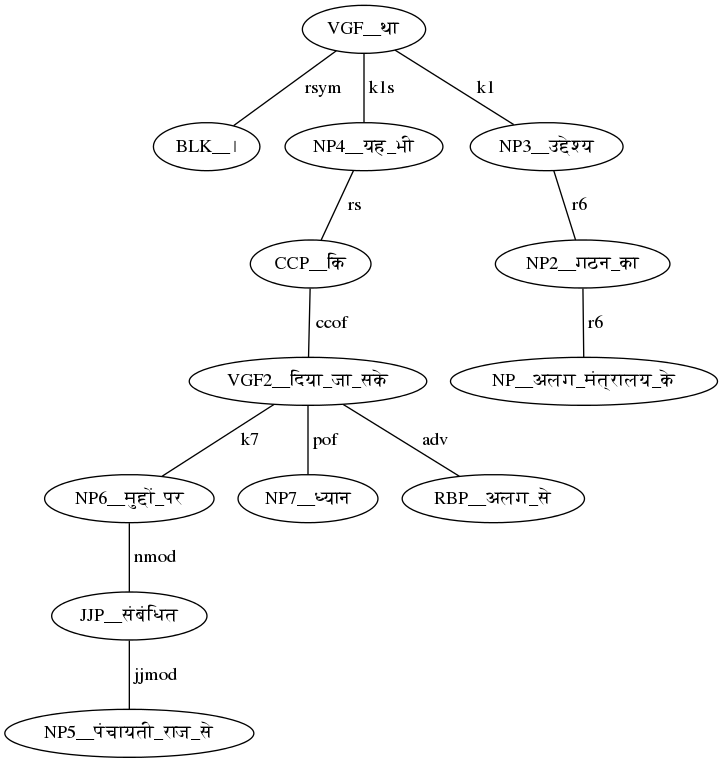 VGF__था
rsym k1s k1
BLK__। NP4__यह_भी NP3__उद्देश्य
rs r6
CCP__कि NP2__गठन_का
ccof r6
VGF2__दिया_जा_सके NP__अलग_मंत्रालय_के
k7 pof adv
NP6__मुद्दों_पर NP7__ध्यान RBP__अलग_से
nmod
JJP__संबंधित
jjmod
NP5__पंचायती_राज_से